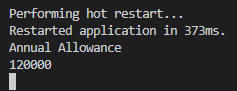 Performing hot restart...
Restarted application in 373ms.
Annual Allowance
120000